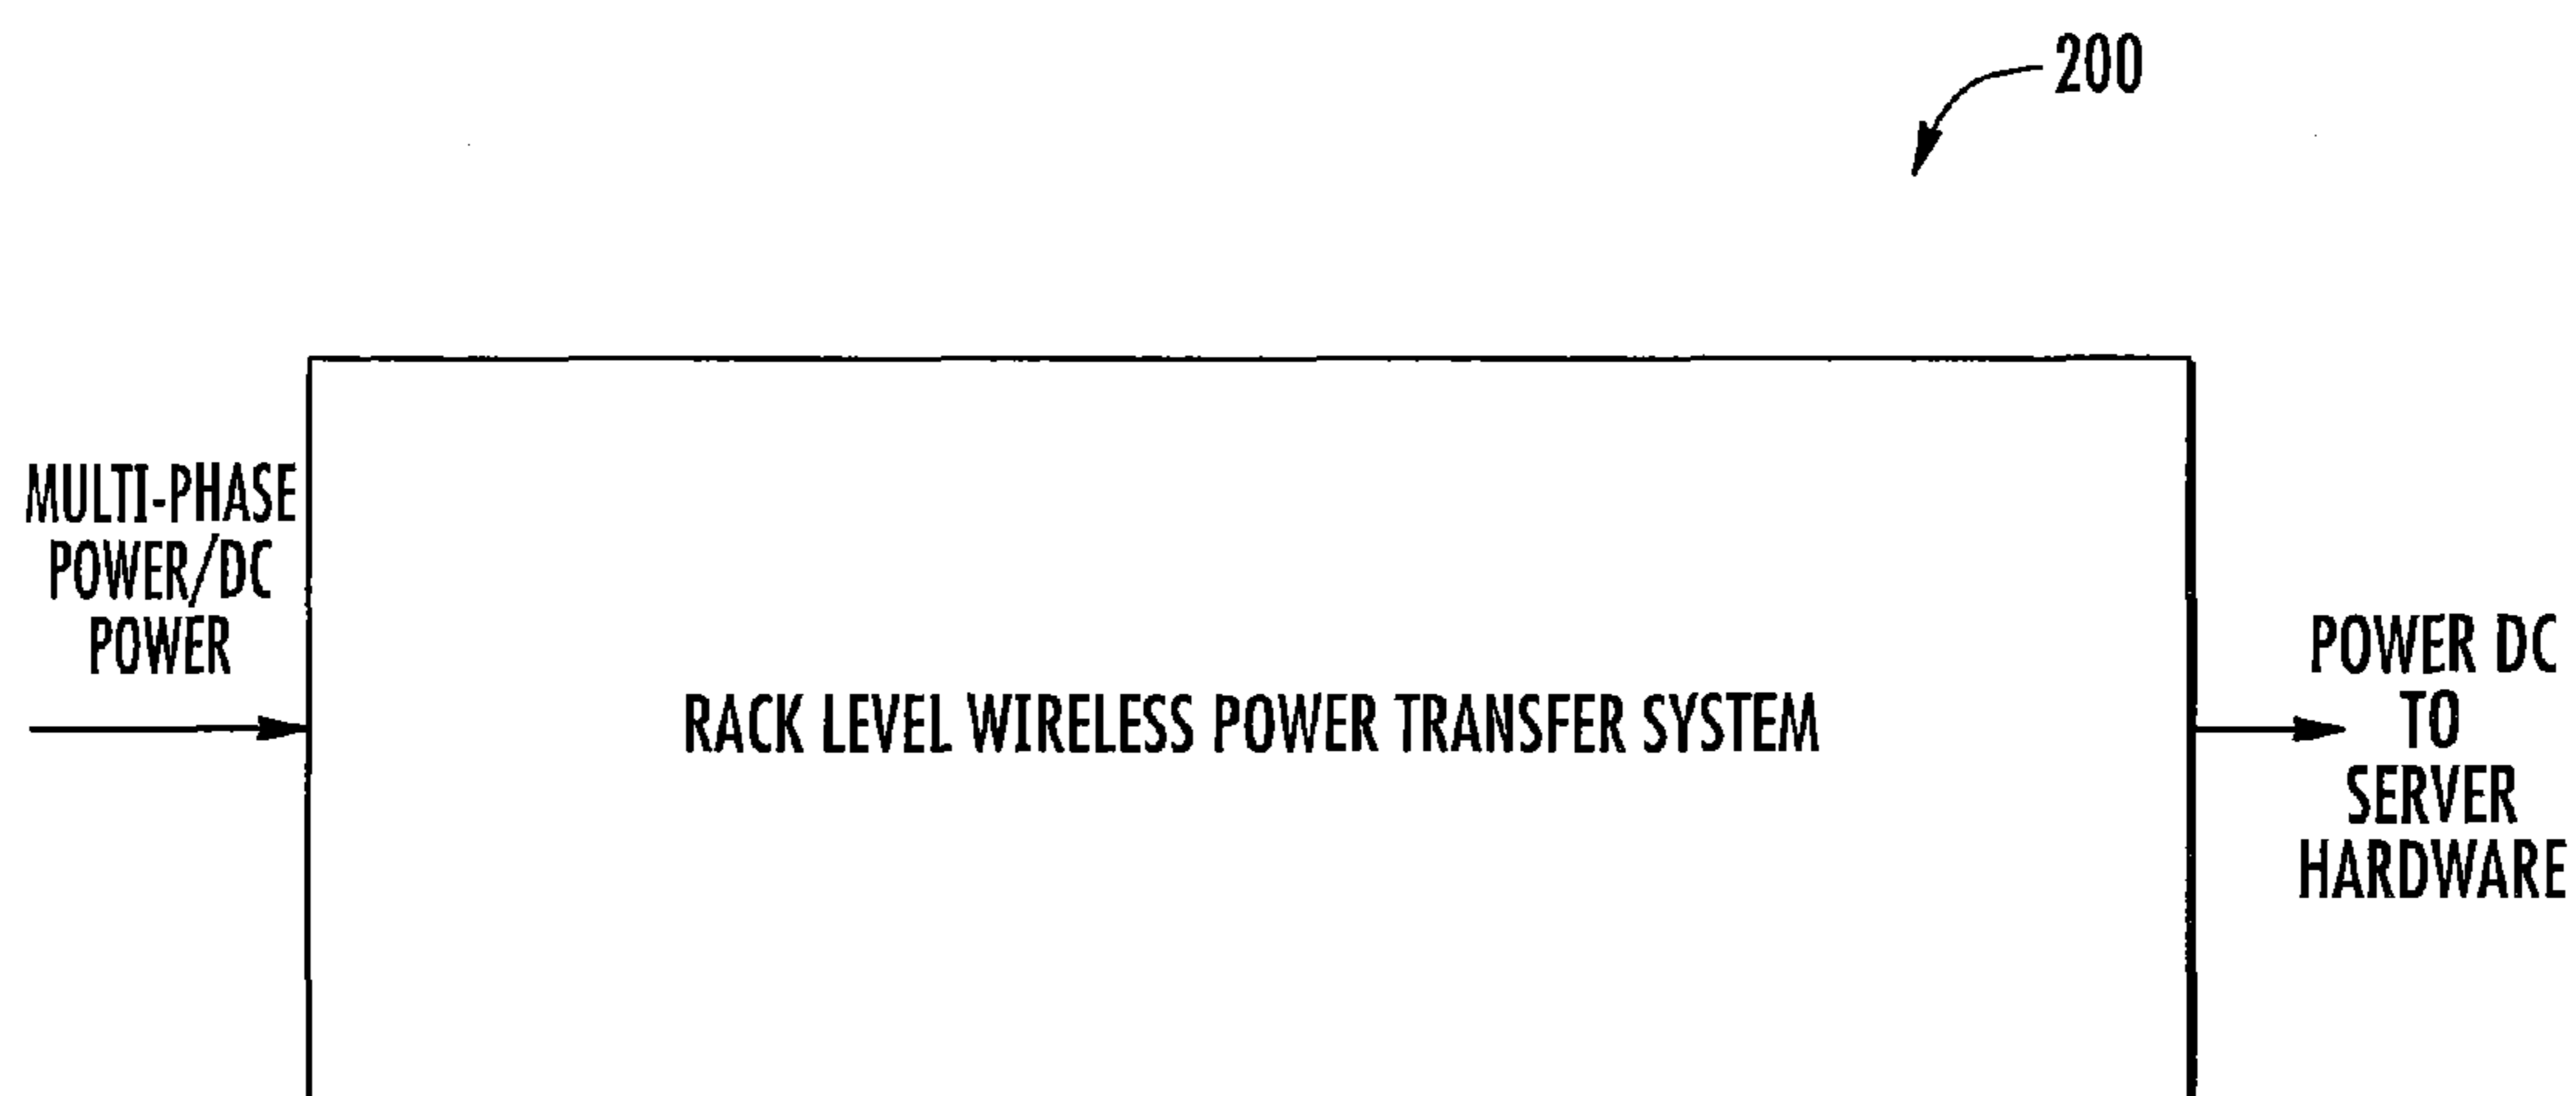 200
MULTI-PHASE
POWER/DC
POWER
RACK LEVEL WIRELESS POWER TRANSFER SYSTEM
POWER DC
TO
SERVER
HARDWARE